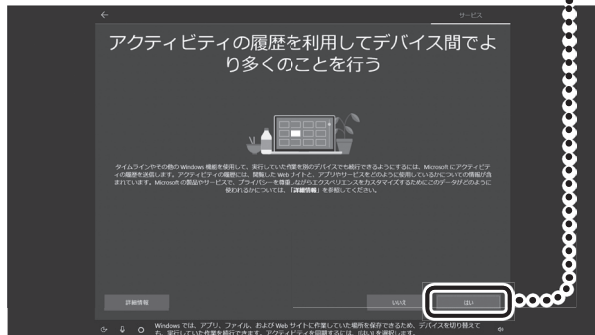 サービス
アクティビティの履歴を利用してデバイス間でよ
り多くのことを行う
タイムラインやその他の Windows 機能を使用して、実行していた作業を別のデバイスでも続行できるようにするには、Microsoft にアクティビテ
ィの履歴を送信します。アクティビティの履歴には、閲覧した Web サイトと、アプリやサービスをどのように使用しているかについての情報が含
まれています。Microsoft の製品やサービスで、プライバシーを尊重しながらエクスペリエンスをカスタマイズするためにこのデータがどのように
使われるかについては、「詳細情報」を参照してください。
詳細情報
いいえ
はい
Windows では、アプリ、ファイル、および Web サイトに作業していた場所を保存できるため、デバイスを切り替えて
も、実行していた作業を続行できます。アクティビティを同期するには、[はい] を選択します。